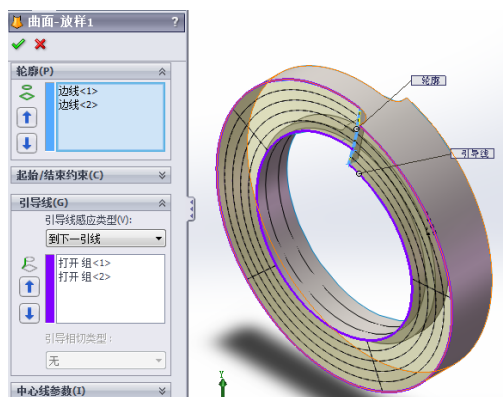 曲面-放样1
?
轮廓(P)
边线<1>
边线<2>
起始/结束约束(C)
引导线(G)
引导线感应类型(V):
到下一引线
打开 组<1>
打开 组<2>
引导相切类型:
无
中心线参数(I)
轮廓
引导线
Y